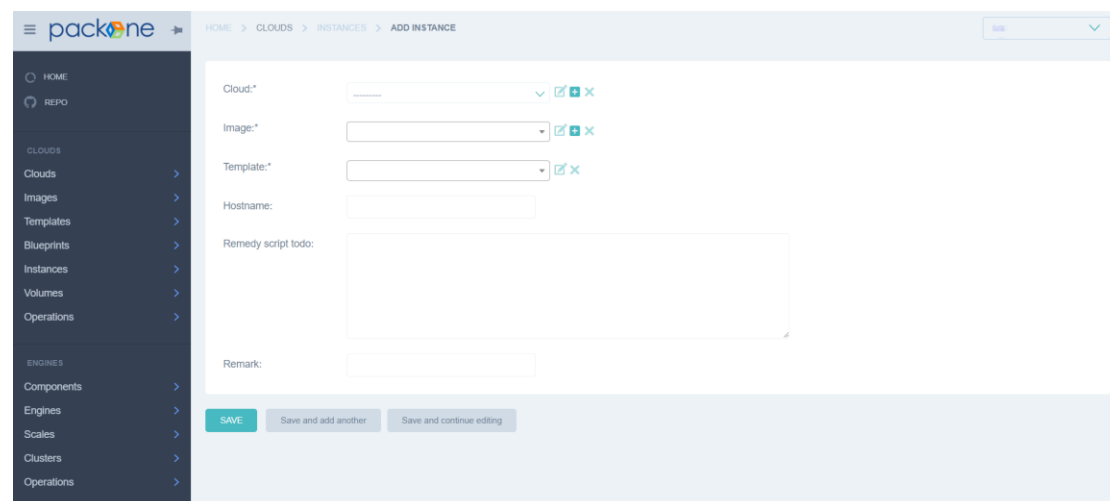 packone
HOME > CLOUDS > INSTANCES > ADD INSTANCE
HOME
REPO
CLOUDS
Clouds
Images
Templates
Blueprints
Instances
Volumes
Operations
ENGINES
Components
Engines
Scales
Clusters
Operations
Cloud:*
---------
Image:*
Template:*
Hostname:
Remedy script todo:
Remark:
SAVE
Save and add another
Save and continue editing